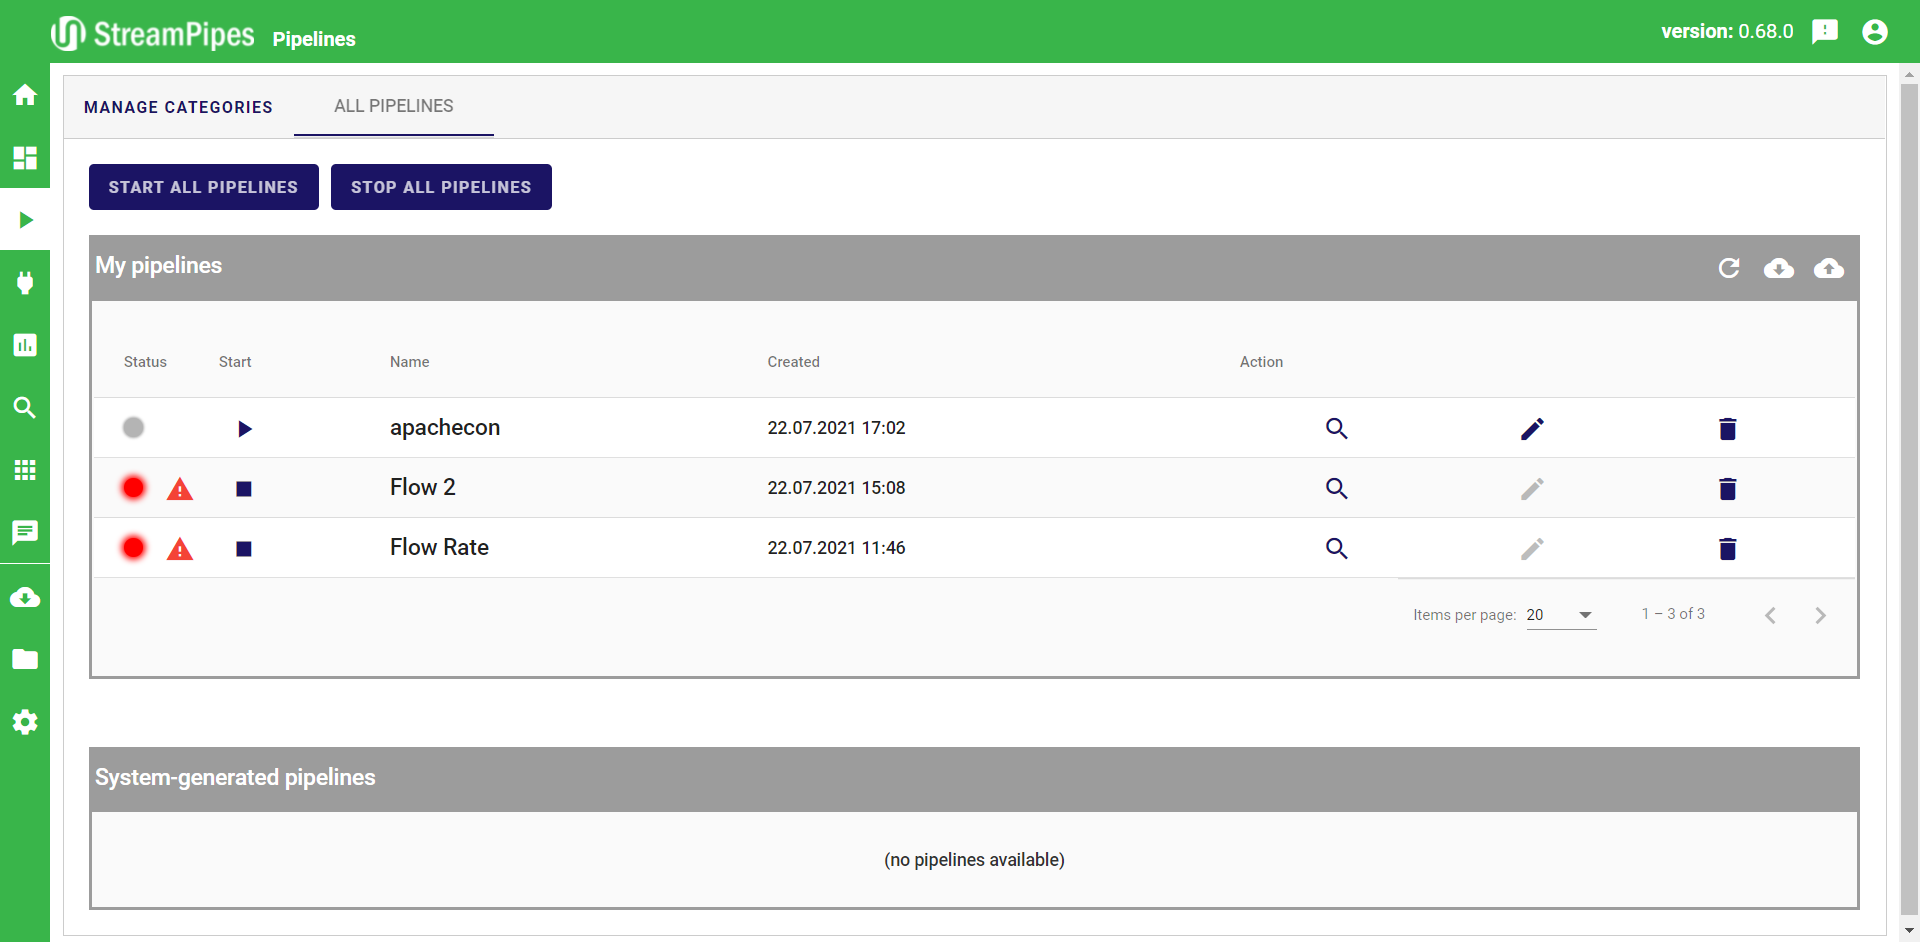 StreamPipes Pipelines version: 0.68.0
MANAGE CATEGORIES ALL PIPELINES
START ALL PIPELINES STOP ALL PIPELINES
My pipelines
Status Start Name Created Action
apachecon 22.07.2021 17:02
Flow 2 22.07.2021 15:08
Flow Rate 22.07.2021 11:46
Items per page: 20 1 – 3 of 3
System-generated pipelines
(no pipelines available)